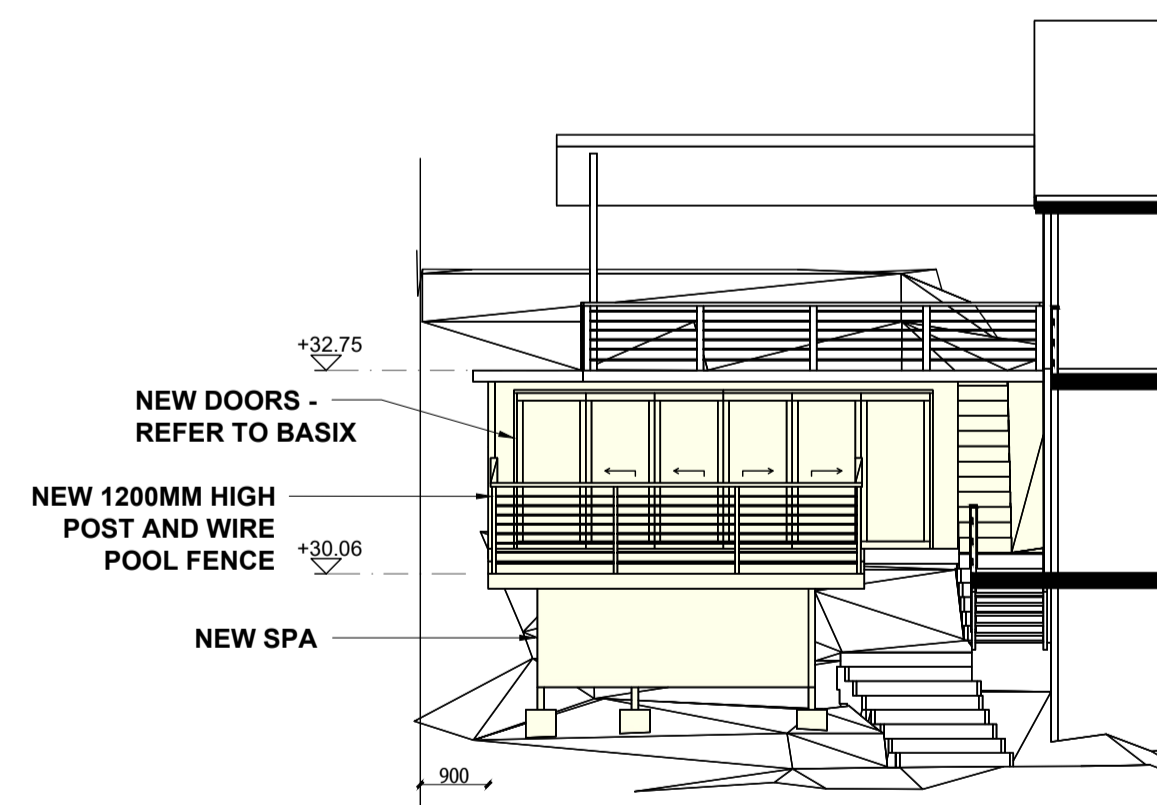 +32.75
NEW DOORS -
REFER TO BASIX
NEW 1200MM HIGH
POST AND WIRE
POOL FENCE
+30.06
NEW SPA
900